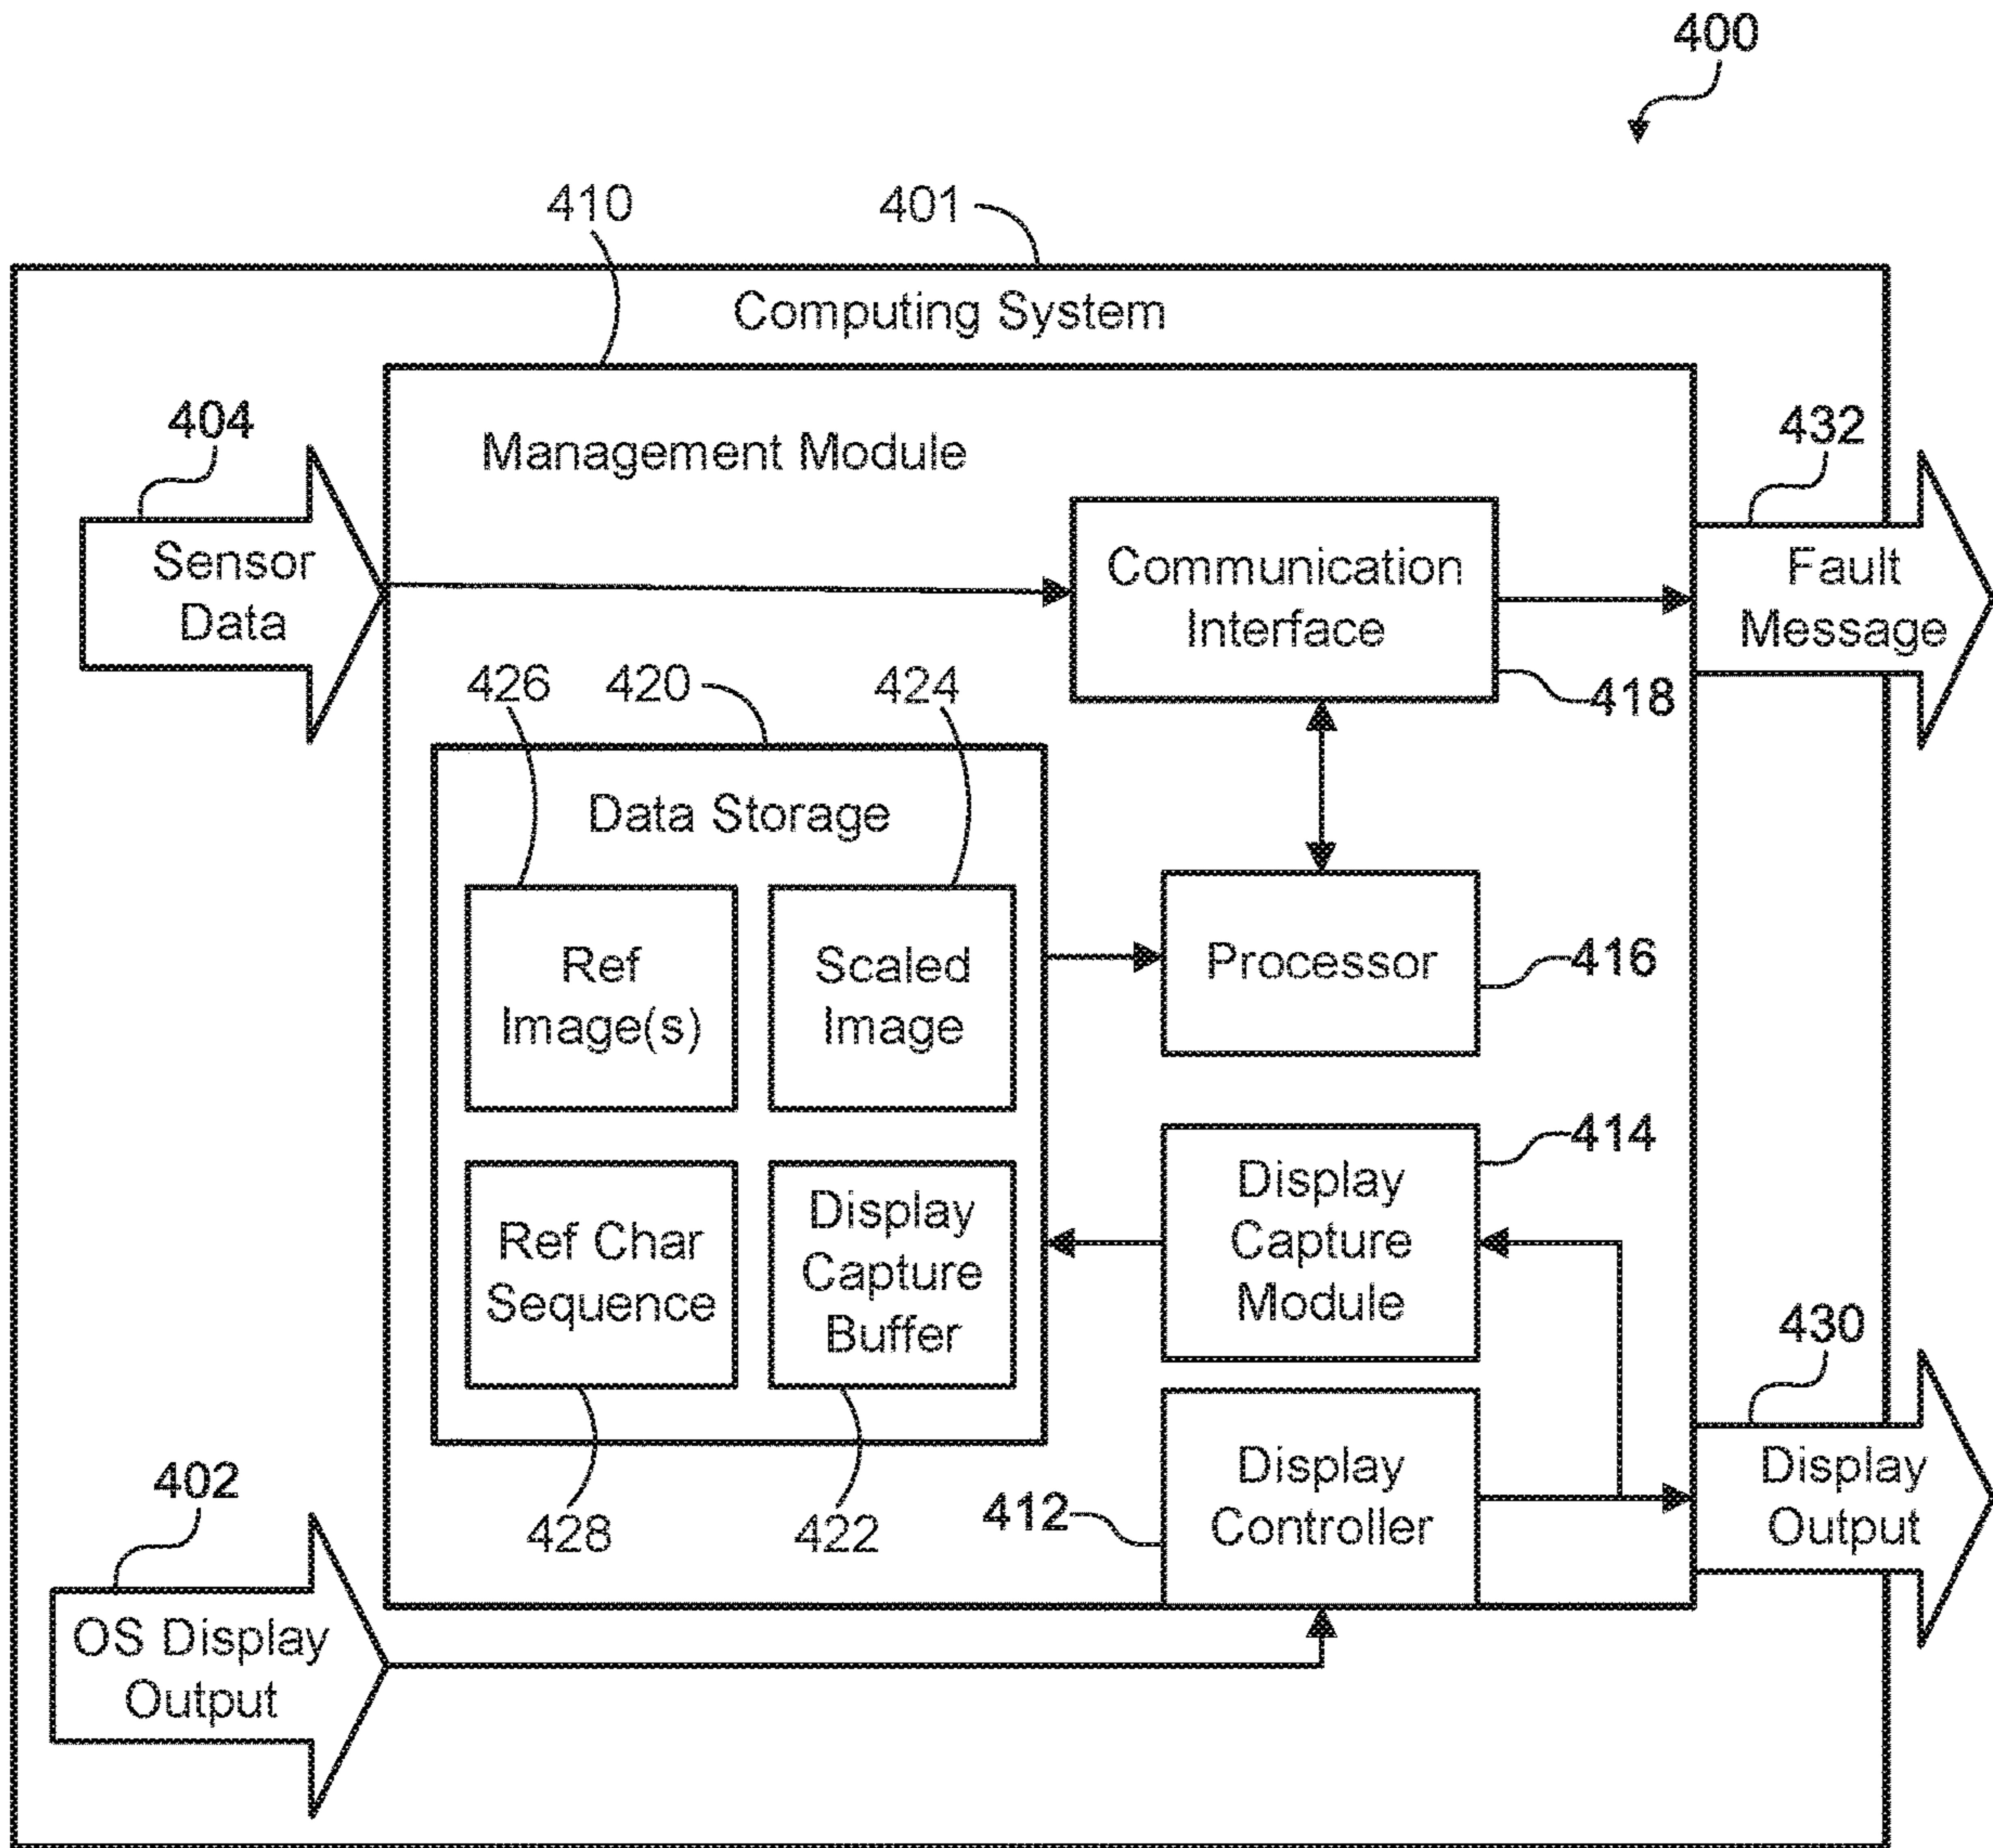 400
410
401
Computing System
404
Management Module
432
Sensor
Data
Communication
Interface
Fault
Message
426
420
424
418
Data Storage
Ref
Image(s)
Scaled
Image
Processor
416
414
Ref Char
Sequence
Display
Capture
Buffer
Display
Capture
Module
430
402
428
422
412
Display
Controller
Display
Output
OS Display
Output